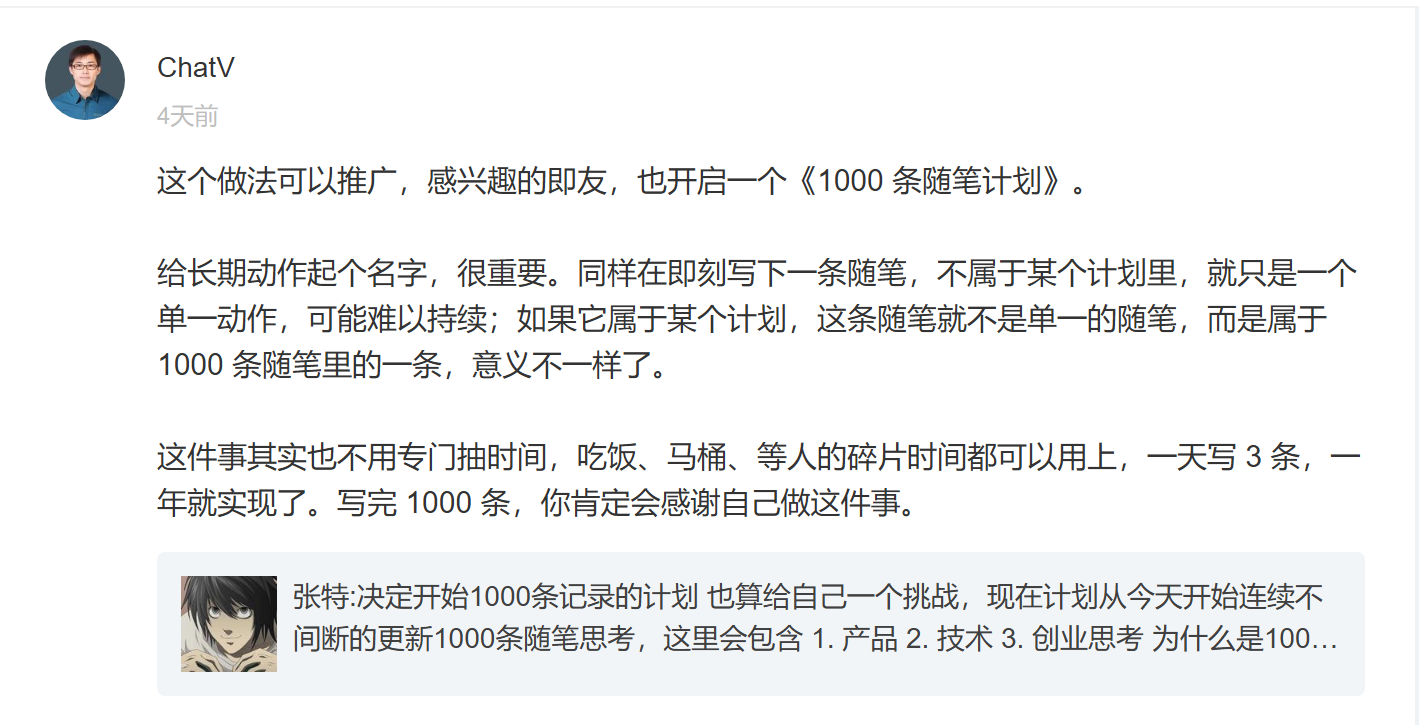 ChatV
4天前
这个做法可以推广，感兴趣的即友，也开启一个《1000 条随笔计划》。
给长期动作起个名字，很重要。同样在即刻写下一条随笔，不属于某个计划里，就只是一个
单一动作，可能难以持续；如果它属于某个计划，这条随笔就不是单一的随笔，而是属于
1000 条随笔里的一条，意义不一样了。
这件事其实也不用专门抽时间，吃饭、马桶、等人的碎片时间都可以用上，一天写 3 条，一
年就实现了。写完 1000 条，你肯定会感谢自己做这件事。
张特:决定开始1000条记录的计划 也算给自己一个挑战，现在计划从今天开始连续不
间断的更新1000条随笔思考，这里会包含 1. 产品 2. 技术 3. 创业思考 为什么是100…